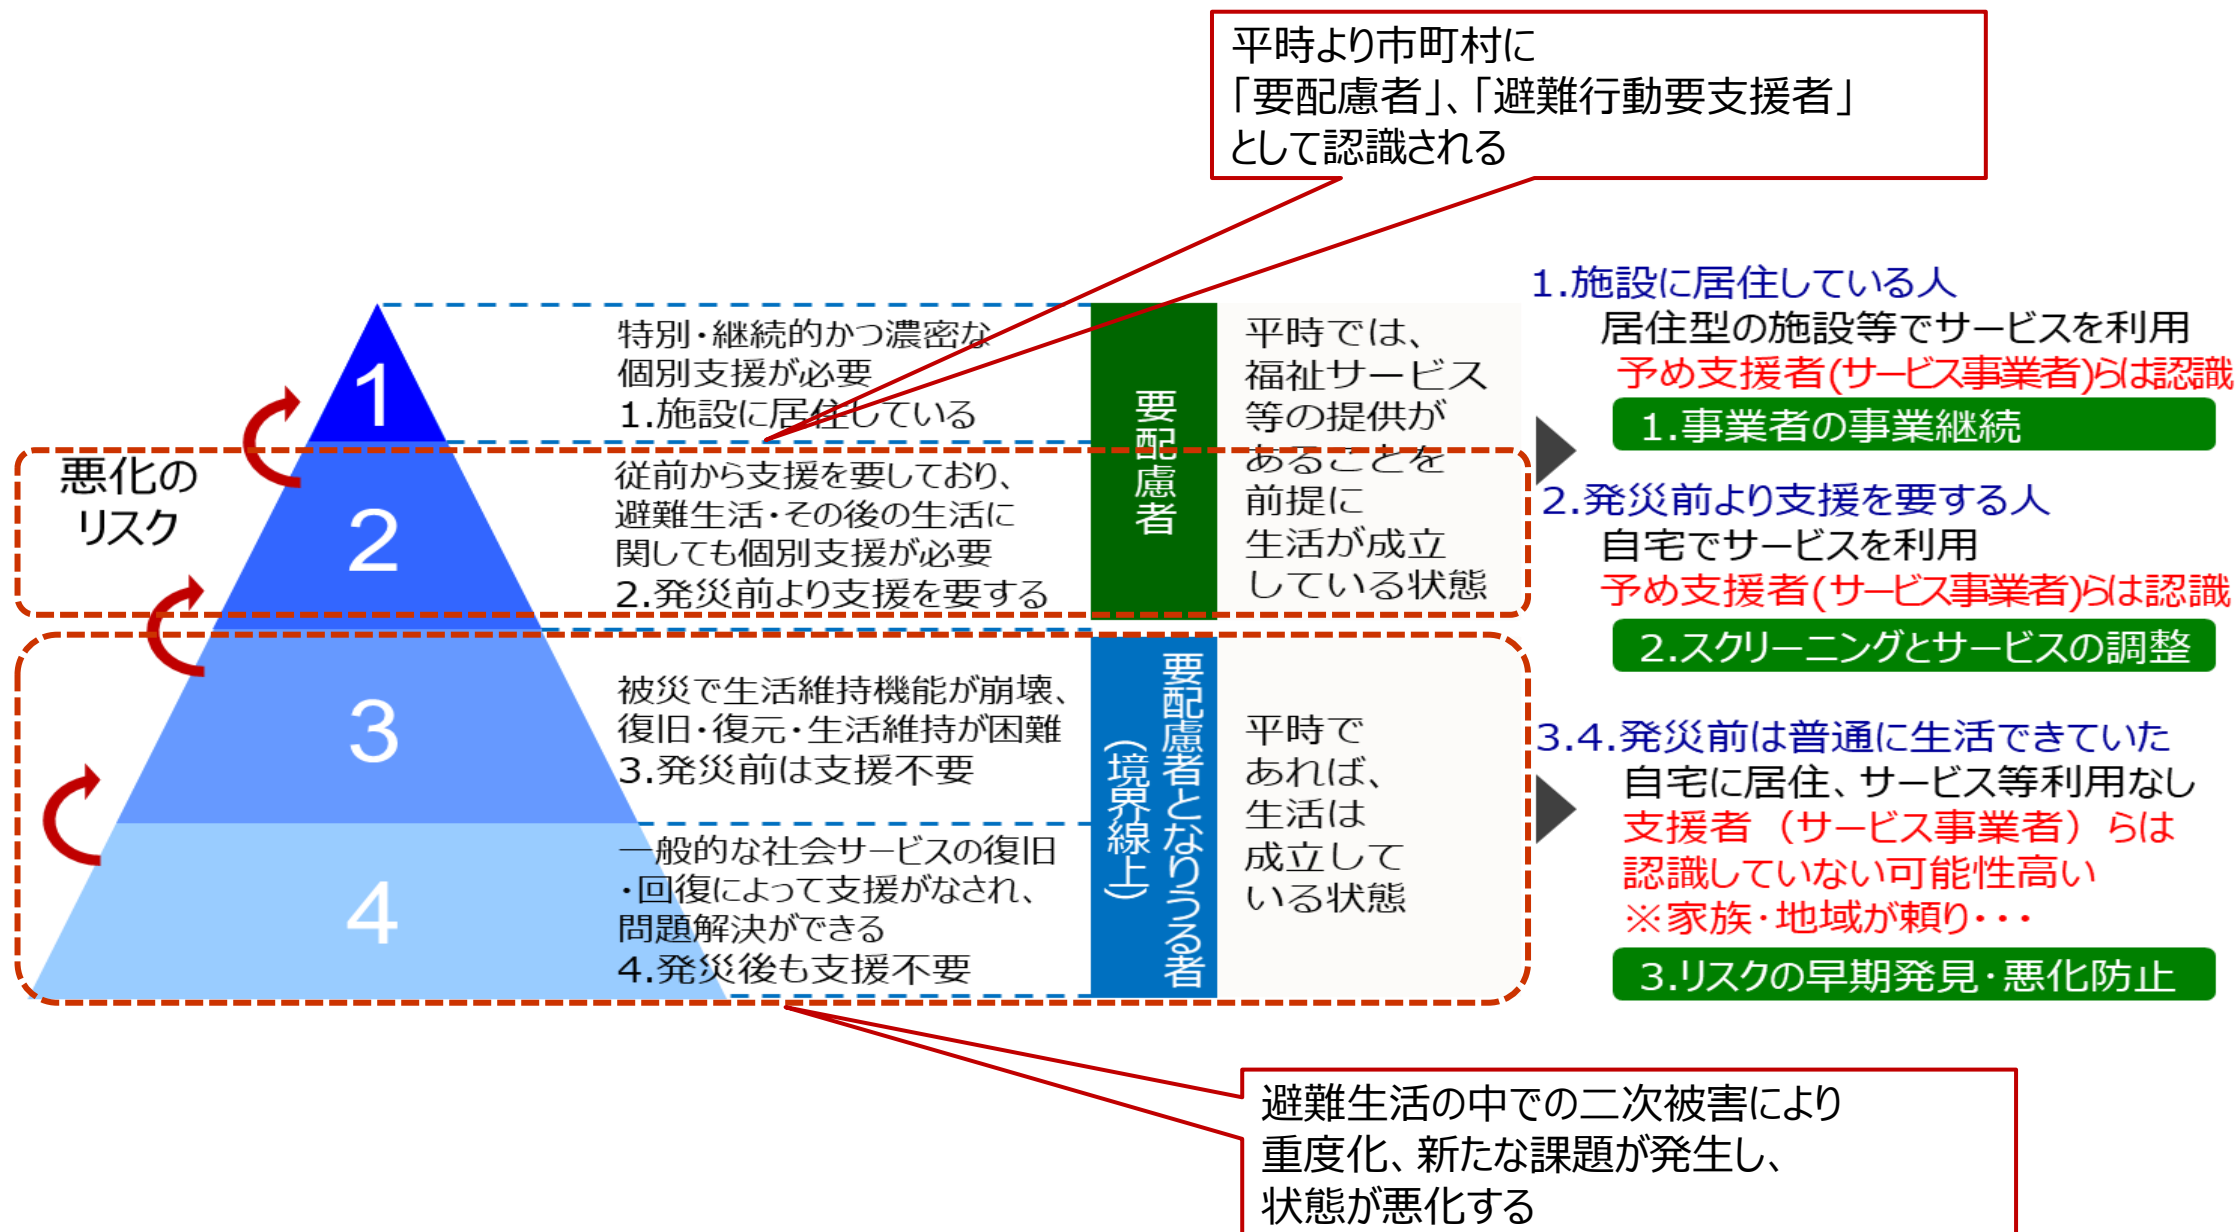 平時より市町村に
「要配慮者」、「避難行動要支援者」
として認識される
悪化の
リスク
1
2
3
4
特別・継続的かつ濃密な
個別支援が必要
1.施設に居住している
従前から支援を要しており、
避難生活・その後の生活に
関しても個別支援が必要
2.発災前より支援を要する
被災で生活維持機能が崩壊、
復旧・復元・生活維持が困難
3.発災前は支援不要
一般的な社会サービスの復旧
・回復によって支援がなされ、
問題解決ができる
4.発災後も支援不要
要配慮者
要配慮者となりうる者
(境界線上)
平時では、
福祉サービス
等の提供が
あることを
前提に
生活が成立
している状態
平時で
あれば、
生活は
成立して
いる状態
1.施設に居住している人
居住型の施設等でサービスを利用
予め支援者(サービス事業者)らは認識
1.事業者の事業継続
2.発災前より支援を要する人
自宅でサービスを利用
予め支援者(サービス事業者)らは認識
2.スクリーニングとサービスの調整
3.4.発災前は普通に生活できていた
自宅に居住、サービス等利用なし
支援者（サービス事業者）らは
認識していない可能性高い
※家族・地域が頼り・・・
3.リスクの早期発見・悪化防止
避難生活の中での二次被害により
重度化、新たな課題が発生し、
状態が悪化する